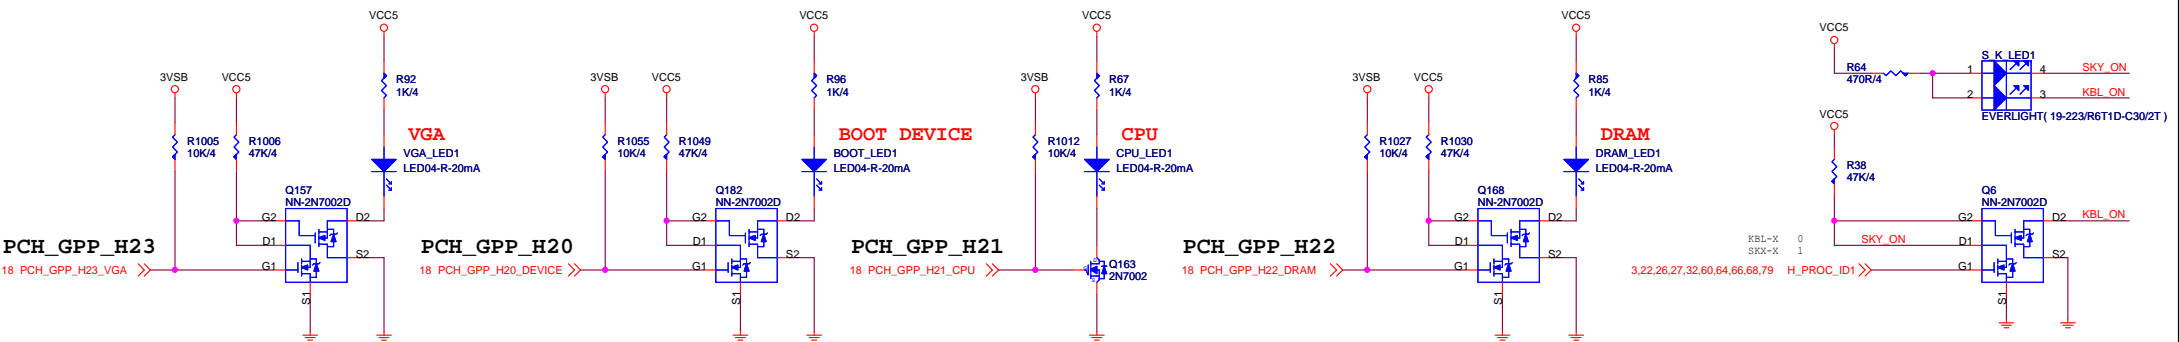 VCC5
R92
1K/4
3VSB
VCC5
R1005
10K/4
R1006
47K/4
VGA
VGA_LED1
LED04-R-20mA
Q157
NN-2N7002D
G2
D2
D1
S2
G1
S1
PCH_GPP_H23
18 PCH_GPP_H23_VGA
VCC5
R96
1K/4
3VSB
VCC5
R1055
10K/4
R1049
47K/4
BOOT DEVICE
BOOT_LED1
LED04-R-20mA
Q182
NN-2N7002D
G2
D2
D1
S2
G1
S1
PCH_GPP_H20
18 PCH_GPP_H20_DEVICE
VCC5
R67
1K/4
3VSB
R1012
10K/4
CPU
CPU_LED1
LED04-R-20mA
PCH_GPP_H21
18 PCH_GPP_H21_CPU
Q163
2N7002
VCC5
R85
1K/4
3VSB
VCC5
R1027
10K/4
R1030
47K/4
DRAM
DRAM_LED1
LED04-R-20mA
Q168
NN-2N7002D
G2
D2
D1
S2
G1
S1
PCH_GPP_H22
18 PCH_GPP_H22_DRAM
VCC5
R64
470R/4
S_K_LED1
1
4
SKY_ON
2
3
KBL_ON
EVERLIGHT( 19-223/R6T1D-C30/2T )
VCC5
R38
47K/4
Q6
NN-2N7002D
G2
D2
KBL_ON
KBL-X 0
SKX-X 1
SKY_ON
D1
S2
3,22,26,27,32,60,64,66,68,79 H_PROC_ID1
G1
S1